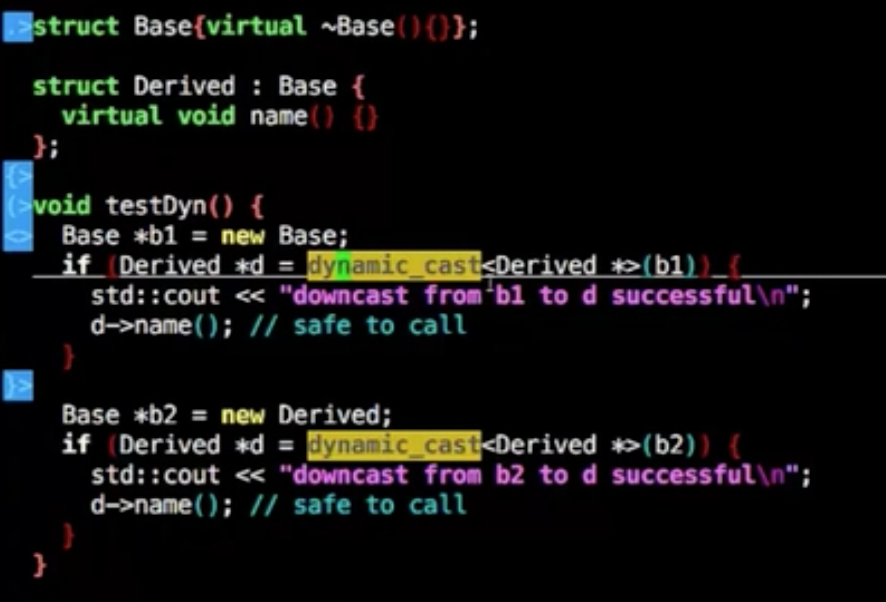 .>struct Base{virtual ~Base(){}};
struct Derived : Base {
  virtual void name() {}
};
{>
(>void testDyn() {
<>  Base *b1 = new Base;
  if (Derived *d = dynamic_cast<Derived *>(b1)) {
    std::cout << "downcast from b1 to d successful\n";
    d->name(); // safe to call
  }
}>
  Base *b2 = new Derived;
  if (Derived *d = dynamic_cast<Derived *>(b2)) {
    std::cout << "downcast from b2 to d successful\n";
    d->name(); // safe to call
  }
}